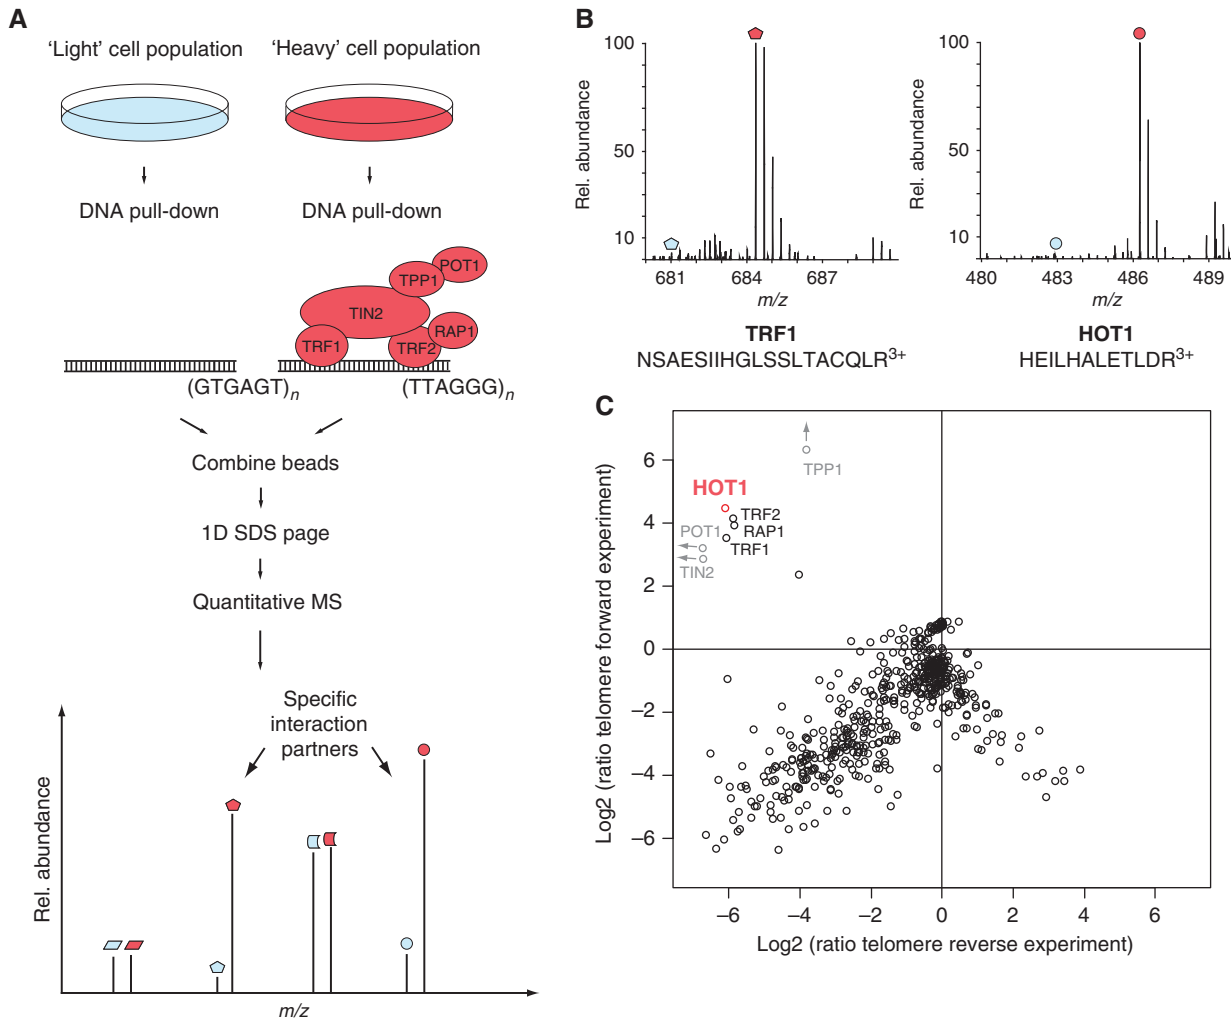 A
'Light' cell population
'Heavy' cell population
DNA pull-down
DNA pull-down
POT1
TPP1
TIN2
RAP1
TRF1
TRF2
(GTGAGT)n
(TTAGGG)n
Combine beads
1D SDS page
Quantitative MS
Specific
interaction
partners
Rel. abundance
m/z
B
Rel. abundance
100
50
10
681
684
687
m/z
TRF1
NSAESIIHGLSSLTACQLR3+
Rel. abundance
100
50
10
480
483
486
489
m/z
HOT1
HEILHALETLDR3+
C
Log2 (ratio telomere forward experiment)
6
4
2
0
–2
–4
–6
TPP1
HOT1
TRF2
POT1
RAP1
TRF1
TIN2
–6
–4
–2
0
2
4
6
Log2 (ratio telomere reverse experiment)